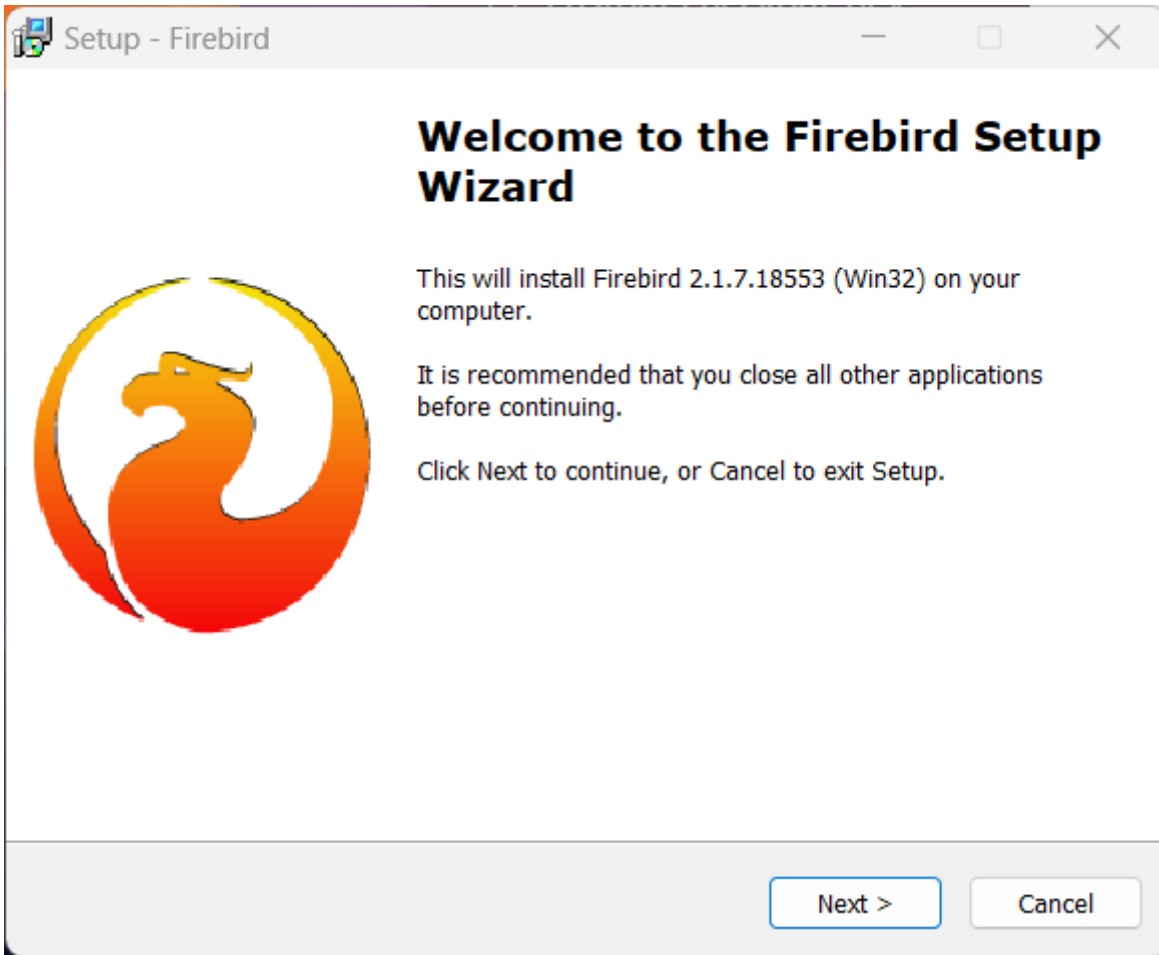 Setup - Firebird
Welcome to the Firebird Setup
Wizard
This will install Firebird 2.1.7.18553 (Win32) on your
computer.
It is recommended that you close all other applications
before continuing.
Click Next to continue, or Cancel to exit Setup.
Next >
Cancel